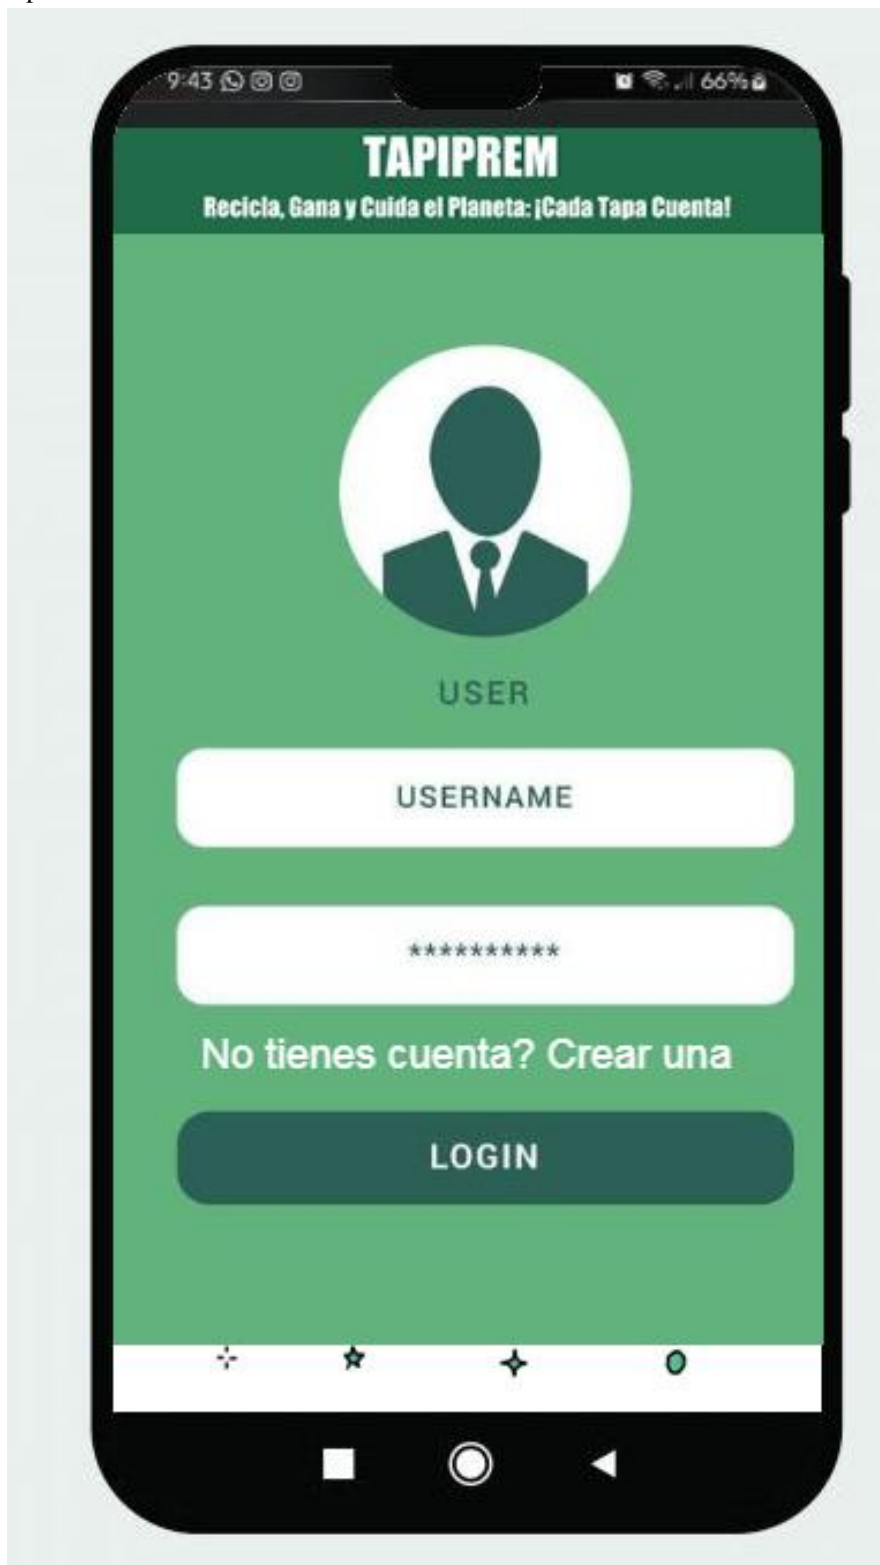 9:43 66%
TAPIPREM
Recicla, Gana y Cuida el Planeta: ¡Cada Tapa Cuenta!
USER
USERNAME
**********
No tienes cuenta? Crear una
LOGIN